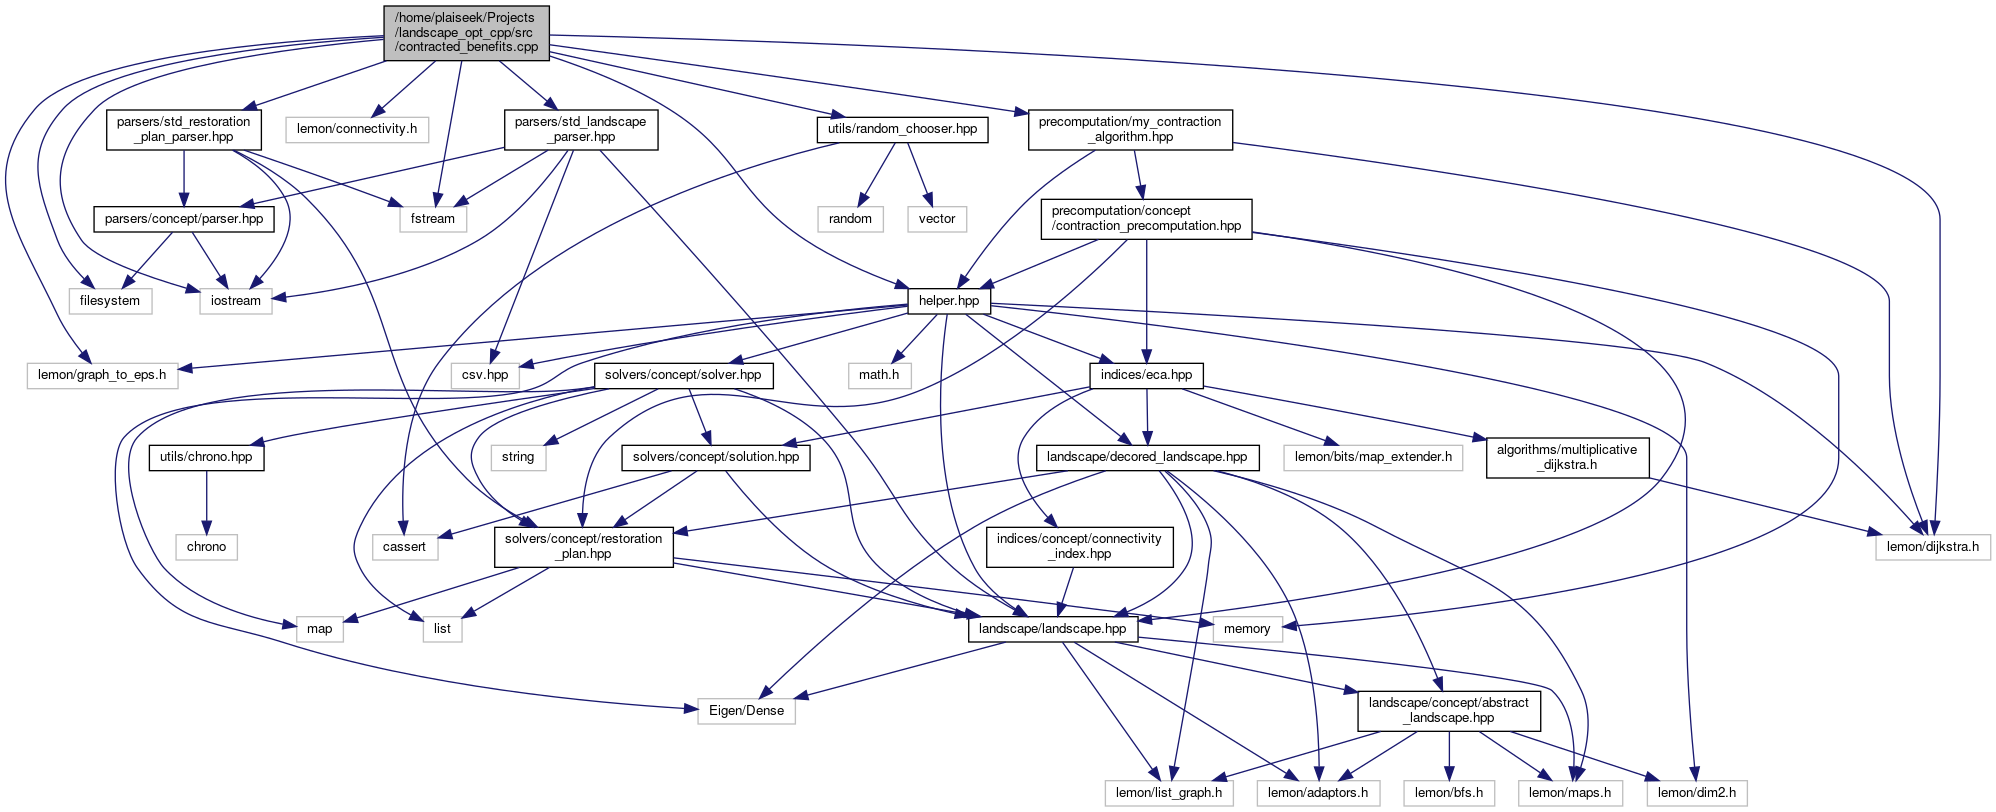 /home/plaiseek/Projects
/landscape_opt_cpp/src
/contracted_benefits.cpp
parsers/std_restoration
_plan_parser.hpp
lemon/connectivity.h
parsers/std_landscape
_parser.hpp
utils/random_chooser.hpp
precomputation/my_contraction
_algorithm.hpp
parsers/concept/parser.hpp
fstream
random
vector
precomputation/concept
/contraction_precomputation.hpp
filesystem
iostream
helper.hpp
lemon/graph_to_eps.h
csv.hpp
solvers/concept/solver.hpp
math.h
indices/eca.hpp
utils/chrono.hpp
string
solvers/concept/solution.hpp
landscape/decored_landscape.hpp
lemon/bits/map_extender.h
algorithms/multiplicative
_dijkstra.h
chrono
cassert
solvers/concept/restoration
_plan.hpp
indices/concept/connectivity
_index.hpp
lemon/dijkstra.h
map
list
landscape/landscape.hpp
memory
Eigen/Dense
landscape/concept/abstract
_landscape.hpp
lemon/list_graph.h
lemon/adaptors.h
lemon/bfs.h
lemon/maps.h
lemon/dim2.h